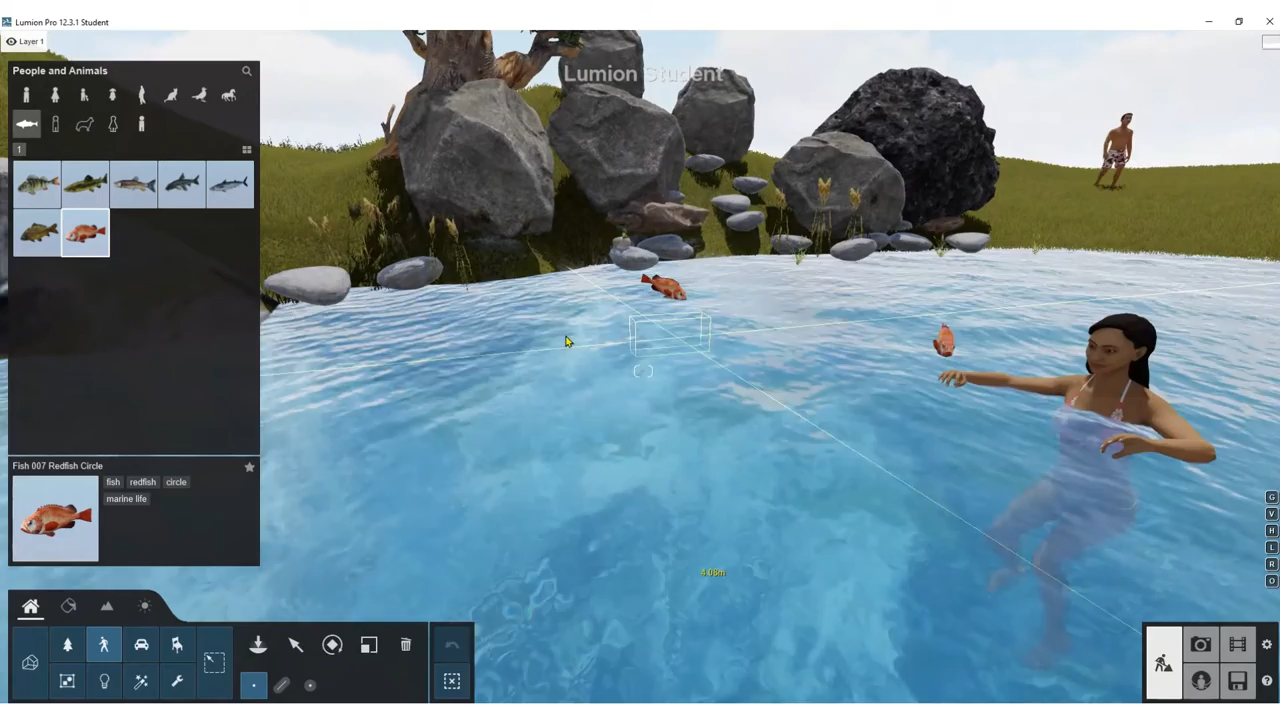 Lumion Pro 12.3.1 Student
Layer 1
People and Animals
Lumion Student
1
Fish 007 Redfish Circle
fish redfish circle
marine life
4.08m
G
V
H
L
R
O